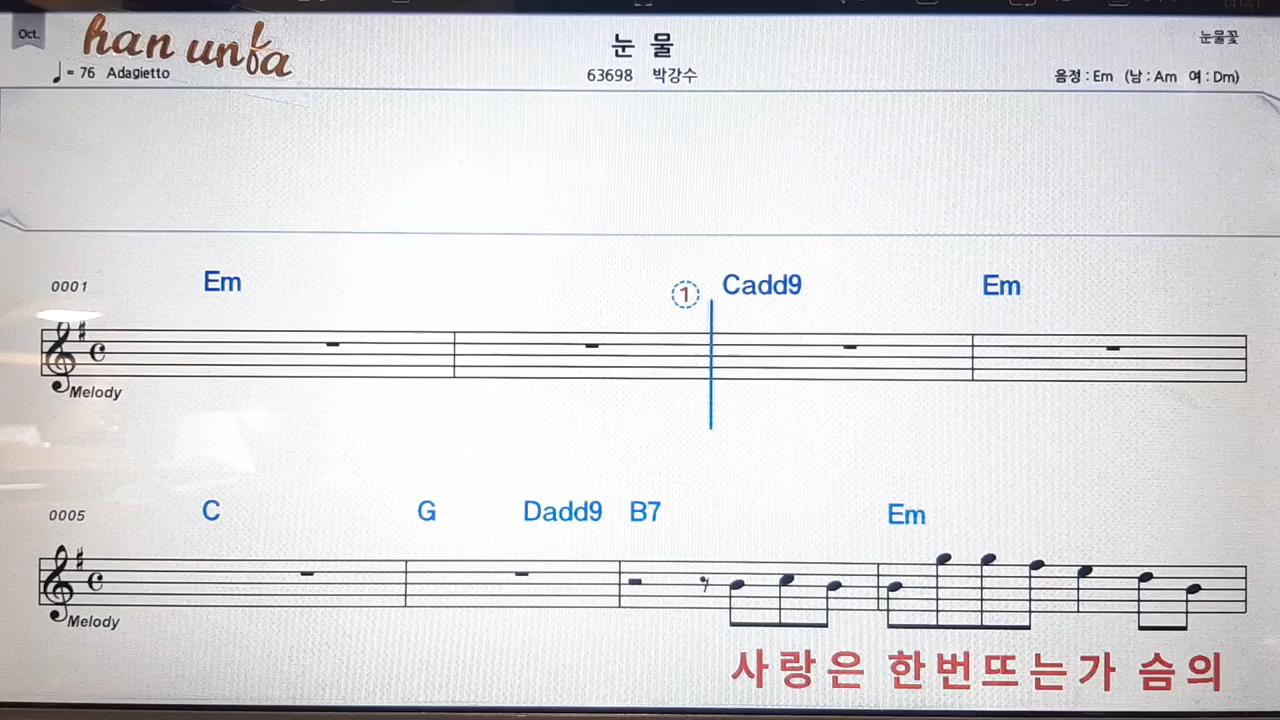 Oct.
han unfa
눈물꽃
눈 물
= 76 Adagietto
63698 박강수
음정 : Em (남 : Am 여 : Dm)
0001
Em
1
Cadd9
Em
Melody
0005
C
G
Dadd9
B7
Em
Melody
사랑은 한번뜨는가 슴의